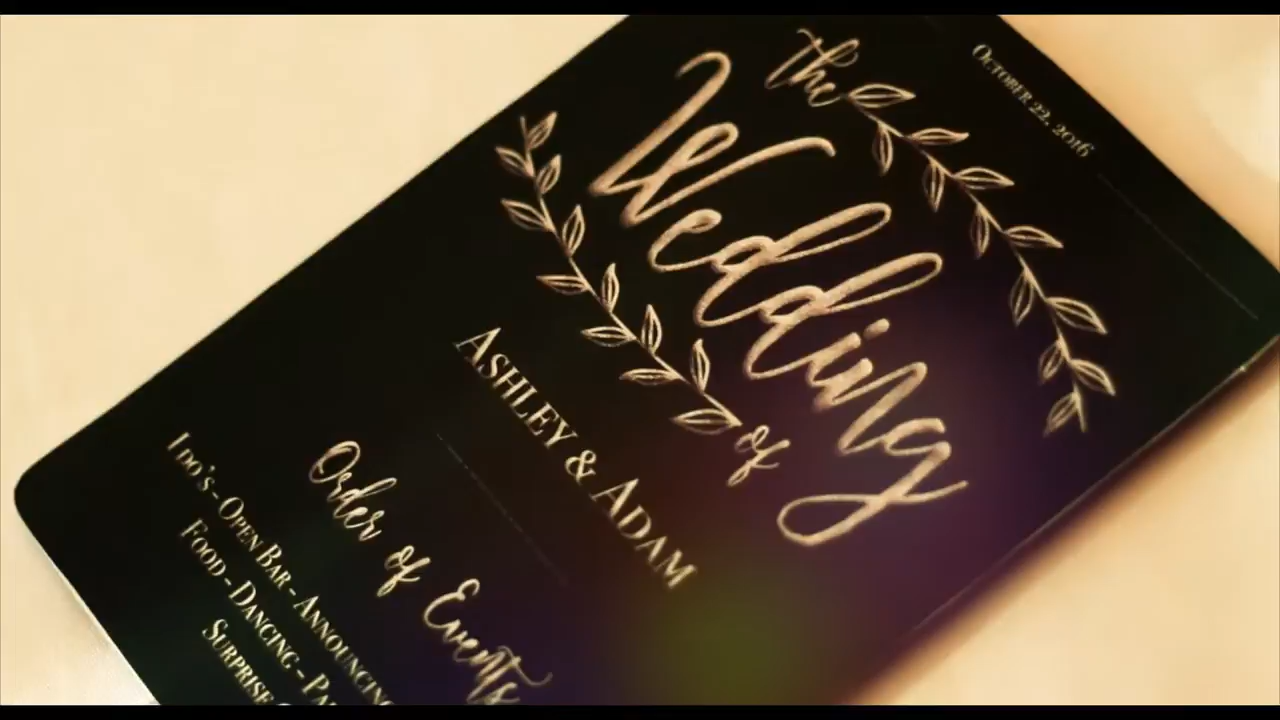 October 22, 2016
the
Wedding
of
Ashley & Adam
Order of Events
I do's - Open Bar - Announcing
Food - Dancing -
Surprise